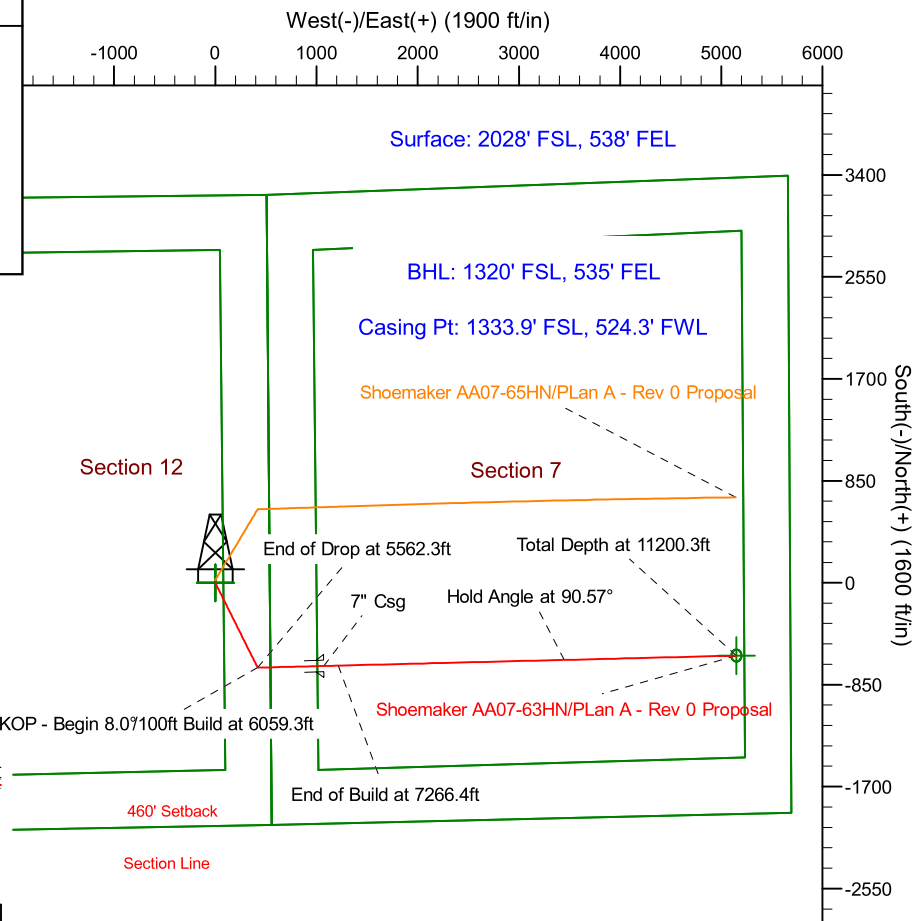 West(-)/East(+) (1900 ft/in)
-1000 0 1000 2000 3000 4000 5000 6000
Surface: 2028' FSL, 538' FEL
3400
BHL: 1320' FSL, 535' FEL
2550
Casing Pt: 1333.9' FSL, 524.3' FWL
1700
Shoemaker AA07-65HN/PLan A - Rev 0 Proposal
Section 12
Section 7
850
End of Drop at 5562.3ft
Total Depth at 11200.3ft
0
7" Csg
Hold Angle at 90.57°
South(-)/North(+) (1600 ft/in)
-850
Shoemaker AA07-63HN/PLan A - Rev 0 Proposal
KOP - Begin 8.0°/100ft Build at 6059.3ft
-1700
End of Build at 7266.4ft
460' Setback
Section Line
-2550